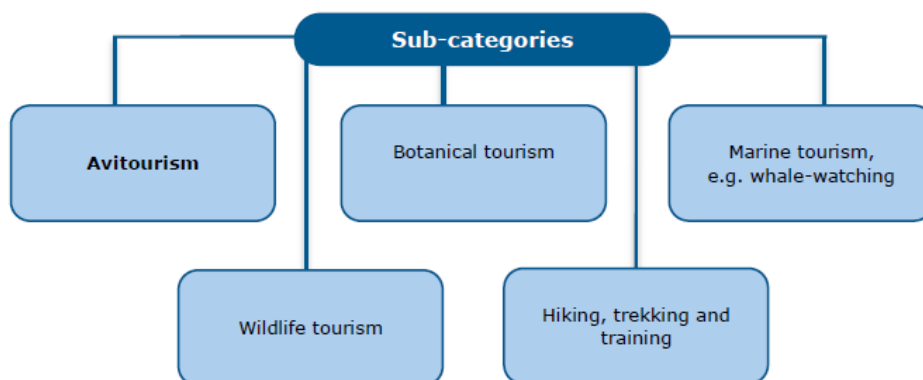 Sub-categories
Avitourism
Botanical tourism
Marine tourism,
e.g. whale-watching
Wildlife tourism
Hiking, trekking and
training